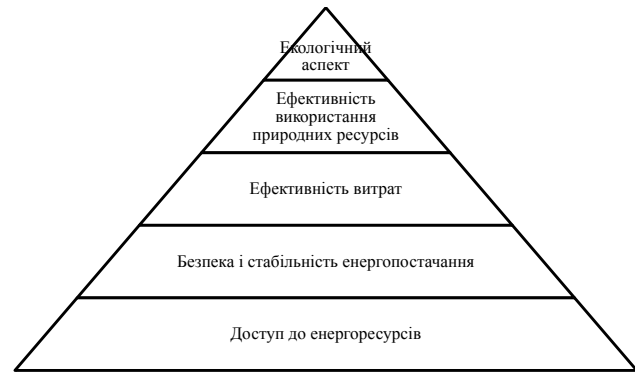 Екологічний
аспект
Ефективність
використання
природних ресурсів
Ефективність витрат
Безпека і стабільність енергопостачання
Доступ до енергоресурсів